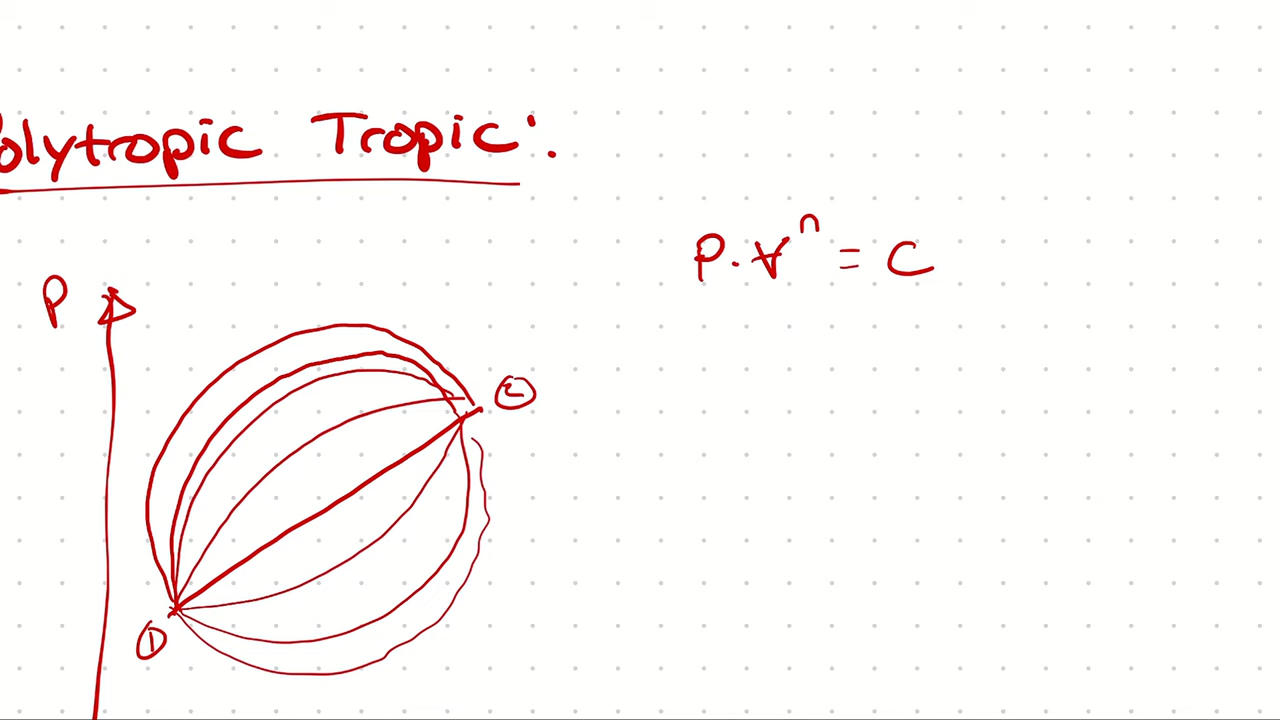 olytropic Tropic:
P. ∀ⁿ = C
P
②
①